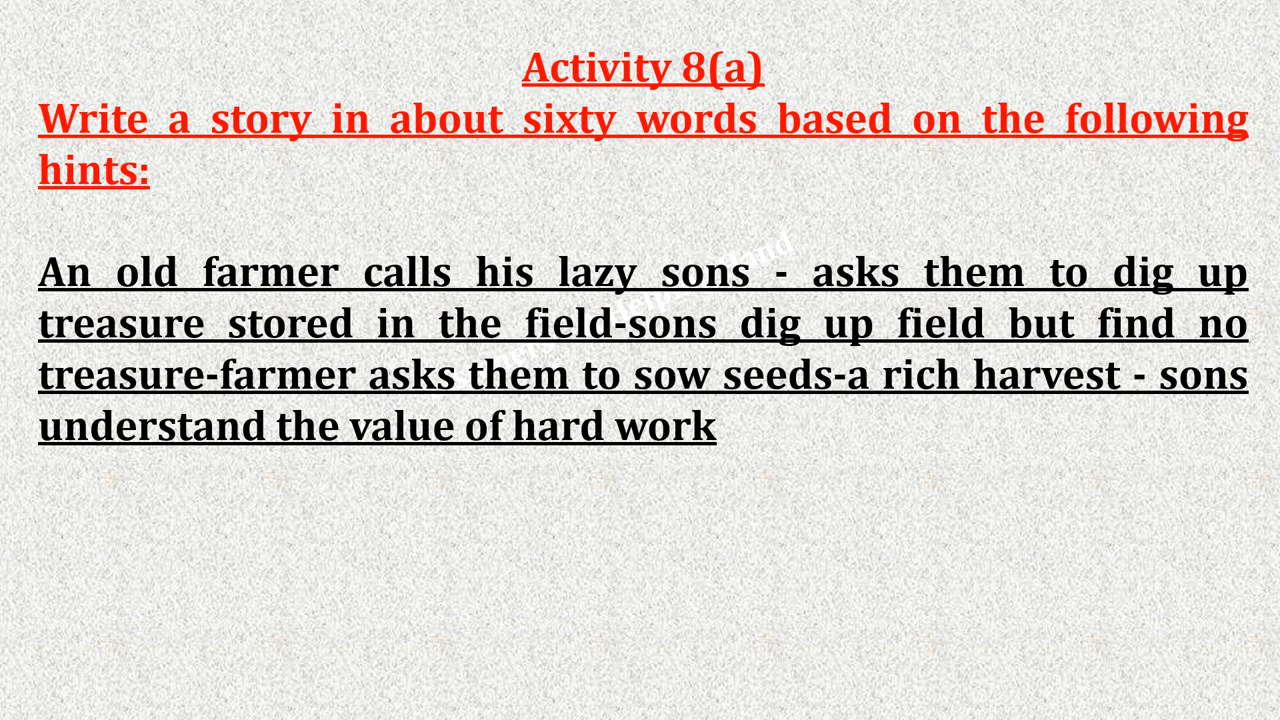 Activity 8(a)
Write a story in about sixty words based on the following
hints:
An old farmer calls his lazy sons - asks them to dig up
treasure stored in the field-sons dig up field but find no
treasure-farmer asks them to sow seeds-a rich harvest - sons
understand the value of hard work